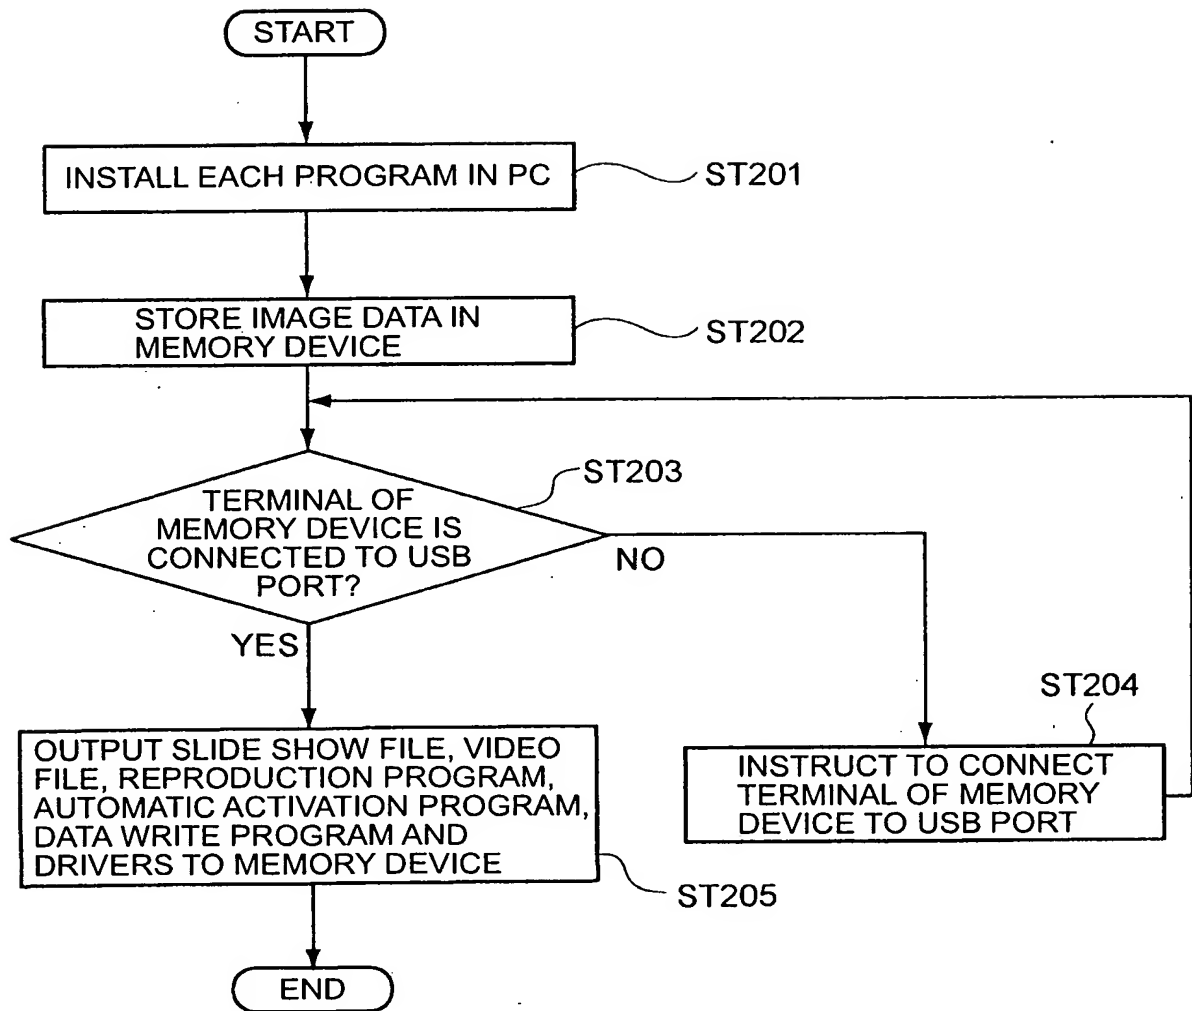 START
INSTALL EACH PROGRAM IN PC
ST201
STORE IMAGE DATA IN
MEMORY DEVICE
ST202
ST203
TERMINAL OF
MEMORY DEVICE IS
CONNECTED TO USB
PORT?
NO
YES
ST204
INSTRUCT TO CONNECT
TERMINAL OF MEMORY
DEVICE TO USB PORT
OUTPUT SLIDE SHOW FILE, VIDEO
FILE, REPRODUCTION PROGRAM,
AUTOMATIC ACTIVATION PROGRAM,
DATA WRITE PROGRAM AND
DRIVERS TO MEMORY DEVICE
ST205
END